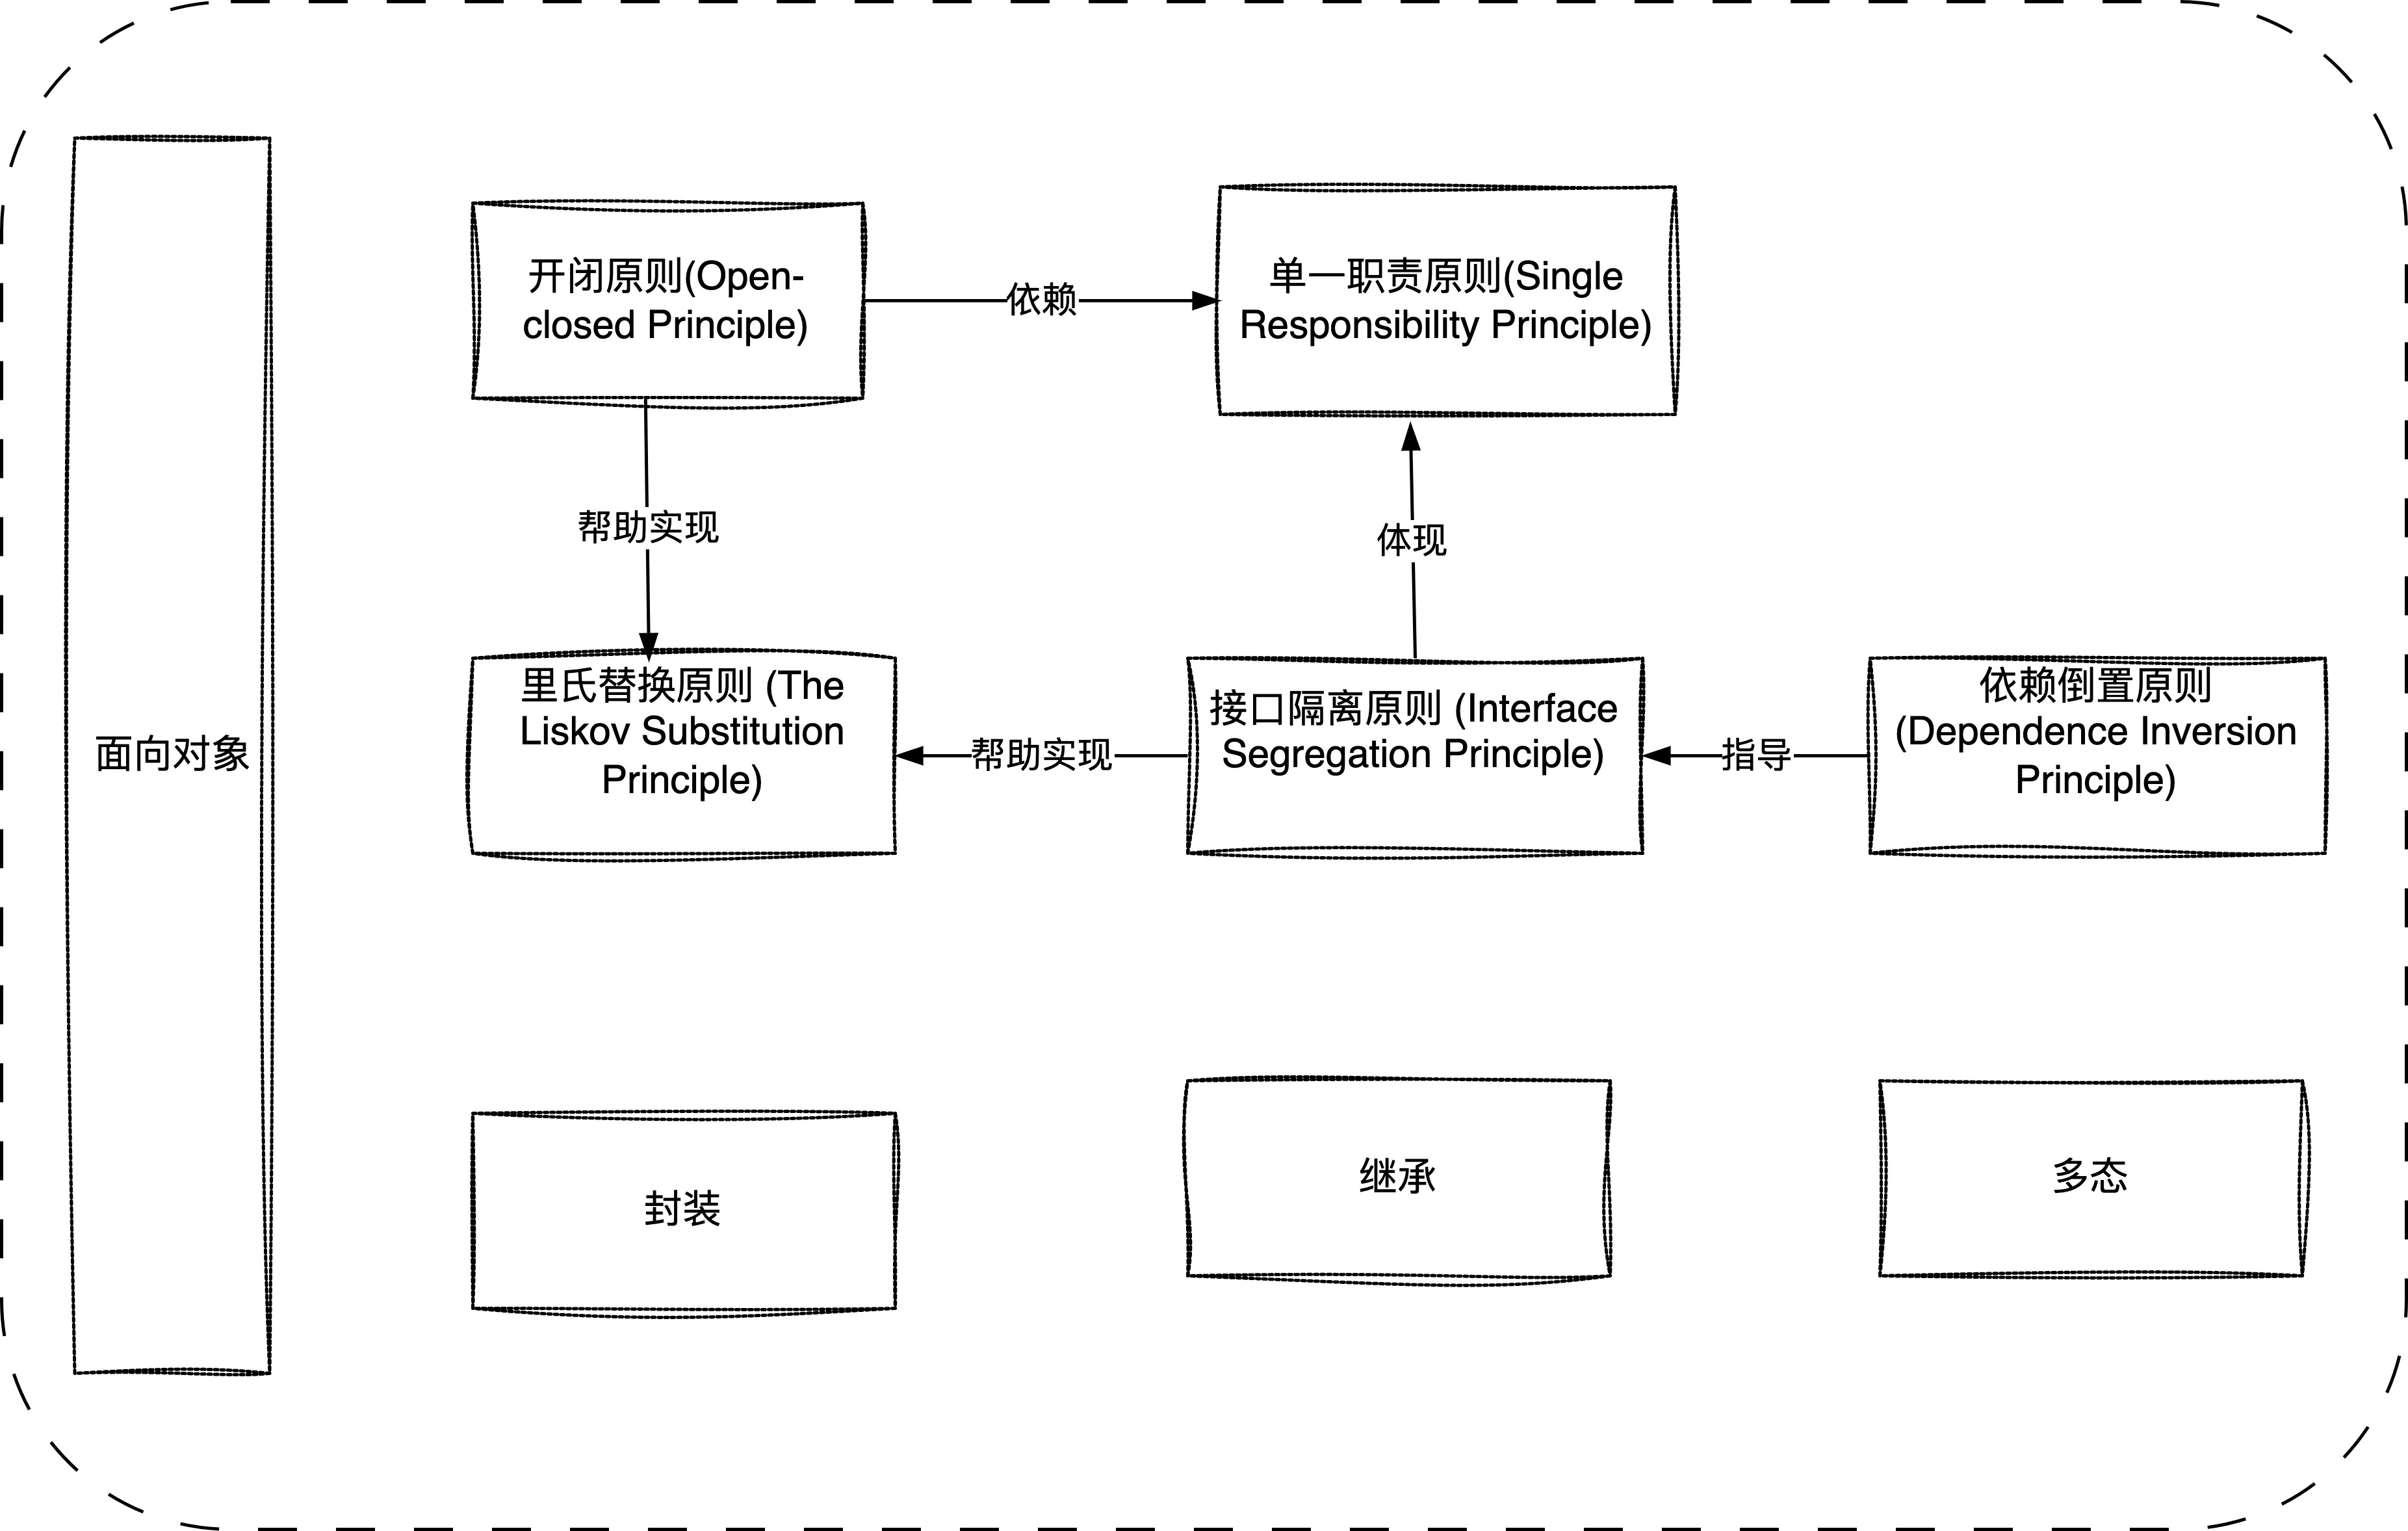 开闭原则(Open-
closed Principle)
依赖
单一职责原则(Single
Responsibility Principle)
帮助实现
体现
面向对象
里氏替换原则 (The
Liskov Substitution
Principle)
帮助实现
接口隔离原则 (Interface
Segregation Principle)
指导
依赖倒置原则
(Dependence Inversion
Principle)
封装
继承
多态